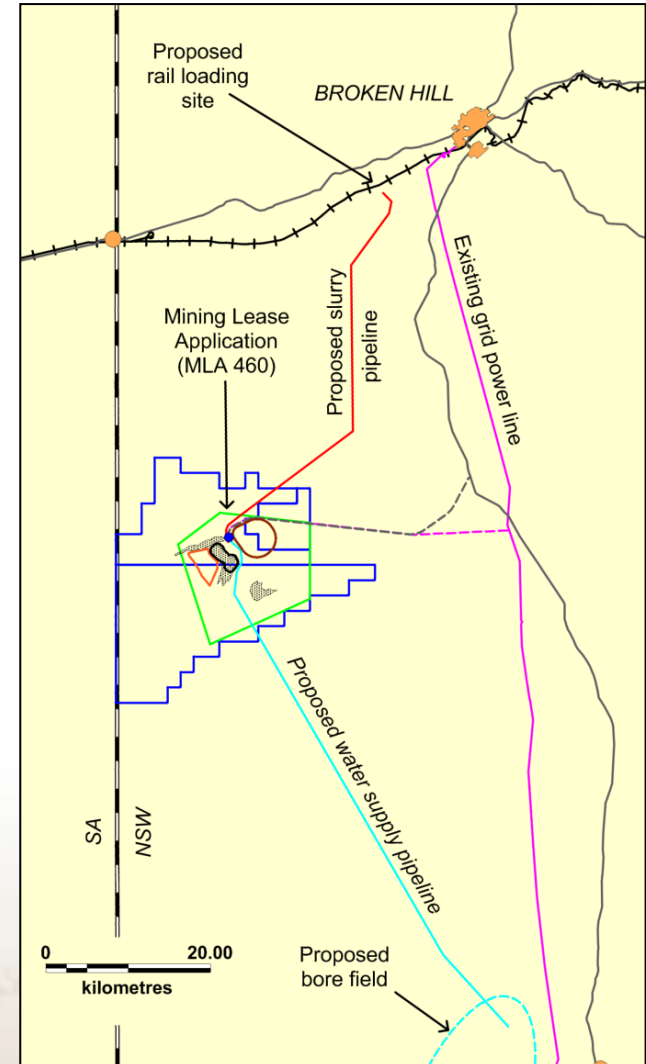 Proposed
rail loading
site
BROKEN HILL
Mining Lease
Application
(MLA 460)
Proposed slurry
pipeline
Existing grid power line
Proposed water supply pipeline
SA
NSW
0 20.00
kilometres
Proposed
bore field